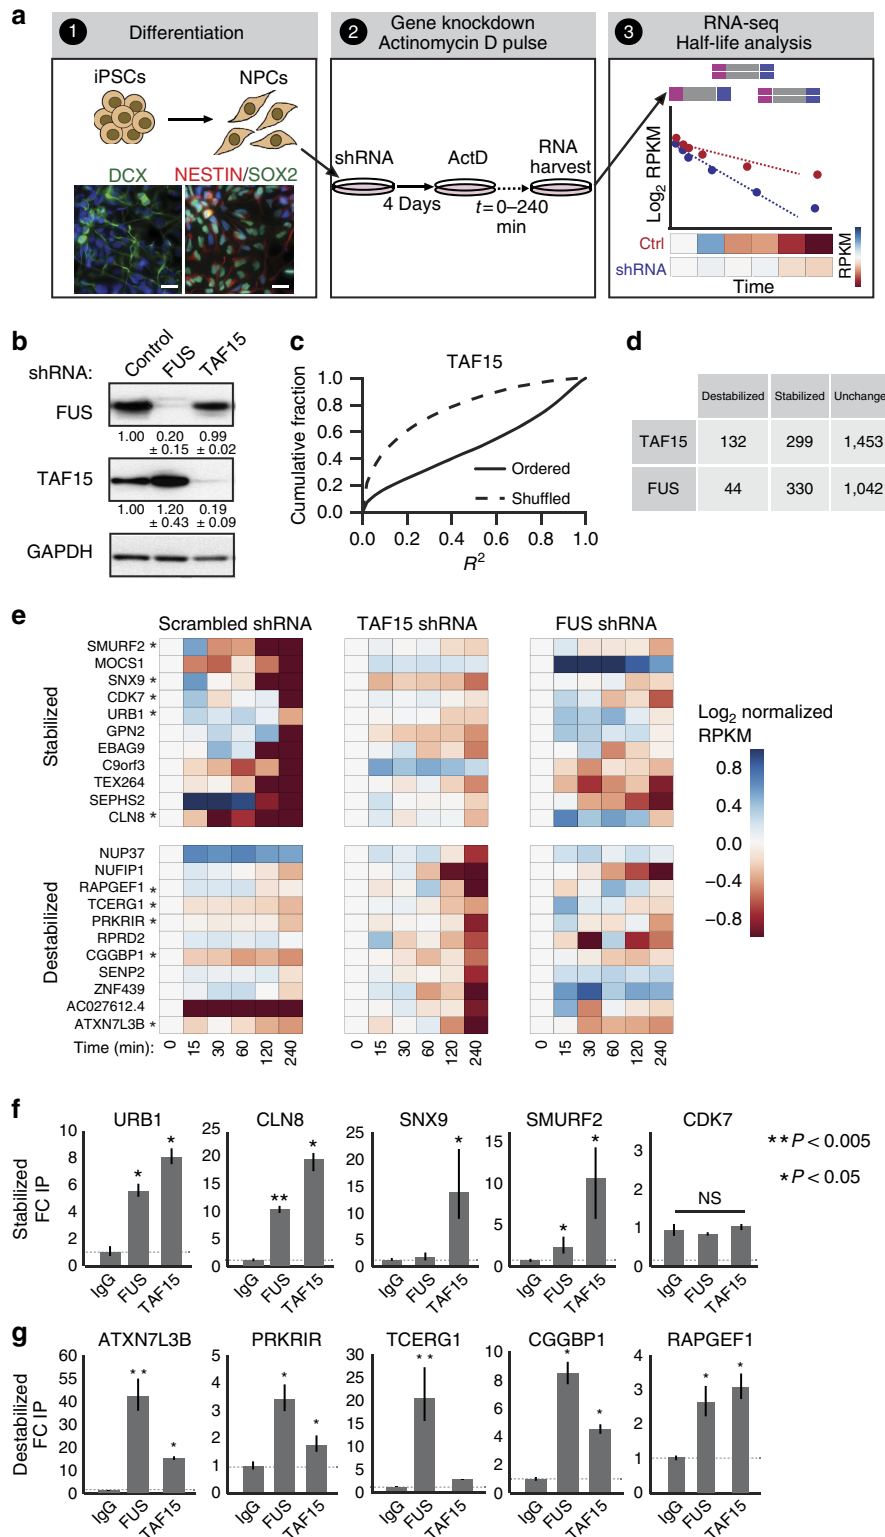 a
1 Differentiation
iPSCs NPCs
DCX NESTIN/SOX2
2 Gene knockdown
Actinomycin D pulse
shRNA ActD RNA
harvest
4 Days t = 0–240
min
3 RNA-seq
Half-life analysis
Log2 RPKM
Ctrl
shRNA
RPKM
Time
b
shRNA: Control FUS TAF15
FUS
1.00 0.20 0.99
± 0.15 ± 0.02
TAF15
1.00 1.20 0.19
± 0.43 ± 0.09
GAPDH
c
TAF15
Cumulative fraction
1.0
0.8
0.6
0.4
0.2
0.0
Ordered
Shuffled
0.0 0.2 0.4 0.6 0.8 1.0
R2
d
Destabilized Stabilized Unchange
TAF15 132 299 1,453
FUS 44 330 1,042
e
Scrambled shRNA TAF15 shRNA FUS shRNA
Stabilized
SMURF2 *
MOCS1
SNX9 *
CDK7 *
URB1 *
GPN2
EBAG9
C9orf3
TEX264
SEPHS2
CLN8 *
Destabilized
NUP37
NUFIP1
RAPGEF1 *
TCERG1 *
PRKRIR *
RPRD2
CGGBP1 *
SENP2
ZNF439
AC027612.4
ATXN7L3B *
Time (min): 0 15 30 60 120 240 0 15 30 60 120 240 0 15 30 60 120 240
Log2 normalized
RPKM
0.8
0.4
0.0
−0.4
−0.8
f
Stabilized
FC IP
URB1
10
8
6
4
2
0
* *
IgG FUS TAF15
CLN8
25
20
15
10
5
0
** *
IgG FUS TAF15
SNX9
25
20
15
10
5
0
*
IgG FUS TAF15
SMURF2
15
10
5
0
* *
IgG FUS TAF15
CDK7
3
2
1
0
NS
IgG FUS TAF15
**P < 0.005
*P < 0.05
g
Destabilized
FC IP
ATXN7L3B
60
55
50
40
30
20
10
0
** *
IgG FUS TAF15
PRKRIR
5
4
3
2
1
0
* *
IgG FUS TAF15
TCERG1
30
25
20
15
10
5
0
**
IgG FUS TAF15
CGGBP1
10
8
6
4
2
0
* *
IgG FUS TAF15
RAPGEF1
4
3
2
1
0
* *
IgG FUS TAF15